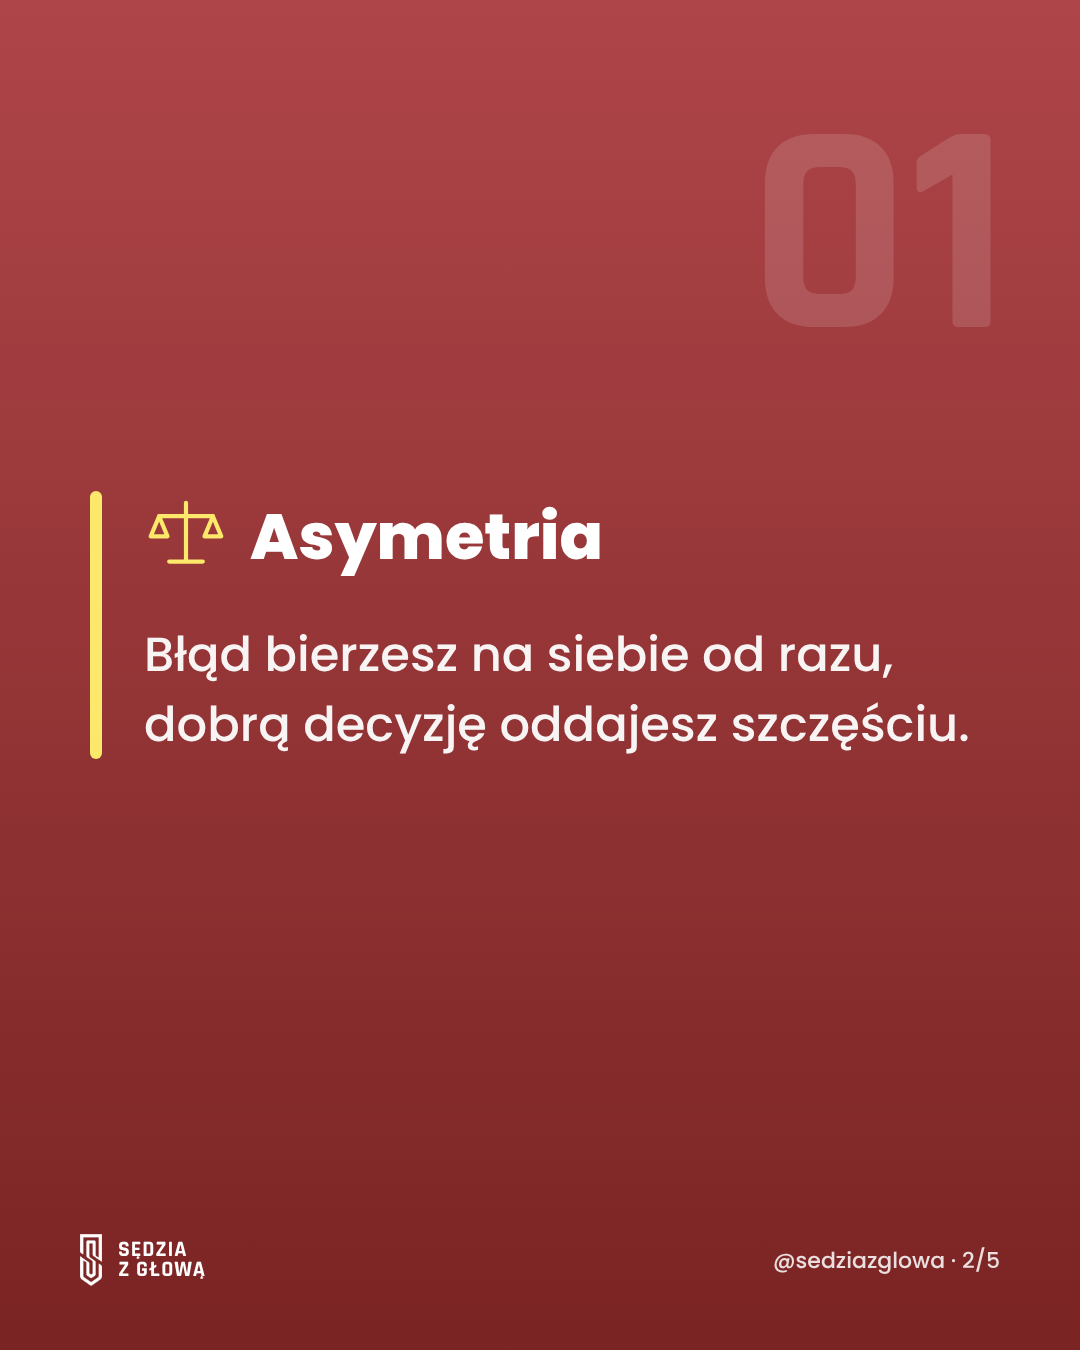 01
Asymetria
Błąd bierzesz na siebie od razu,
dobrą decyzję oddajesz szczęściu.
SĘDZIA
Z GŁOWĄ
@sedziazglowa · 2/5